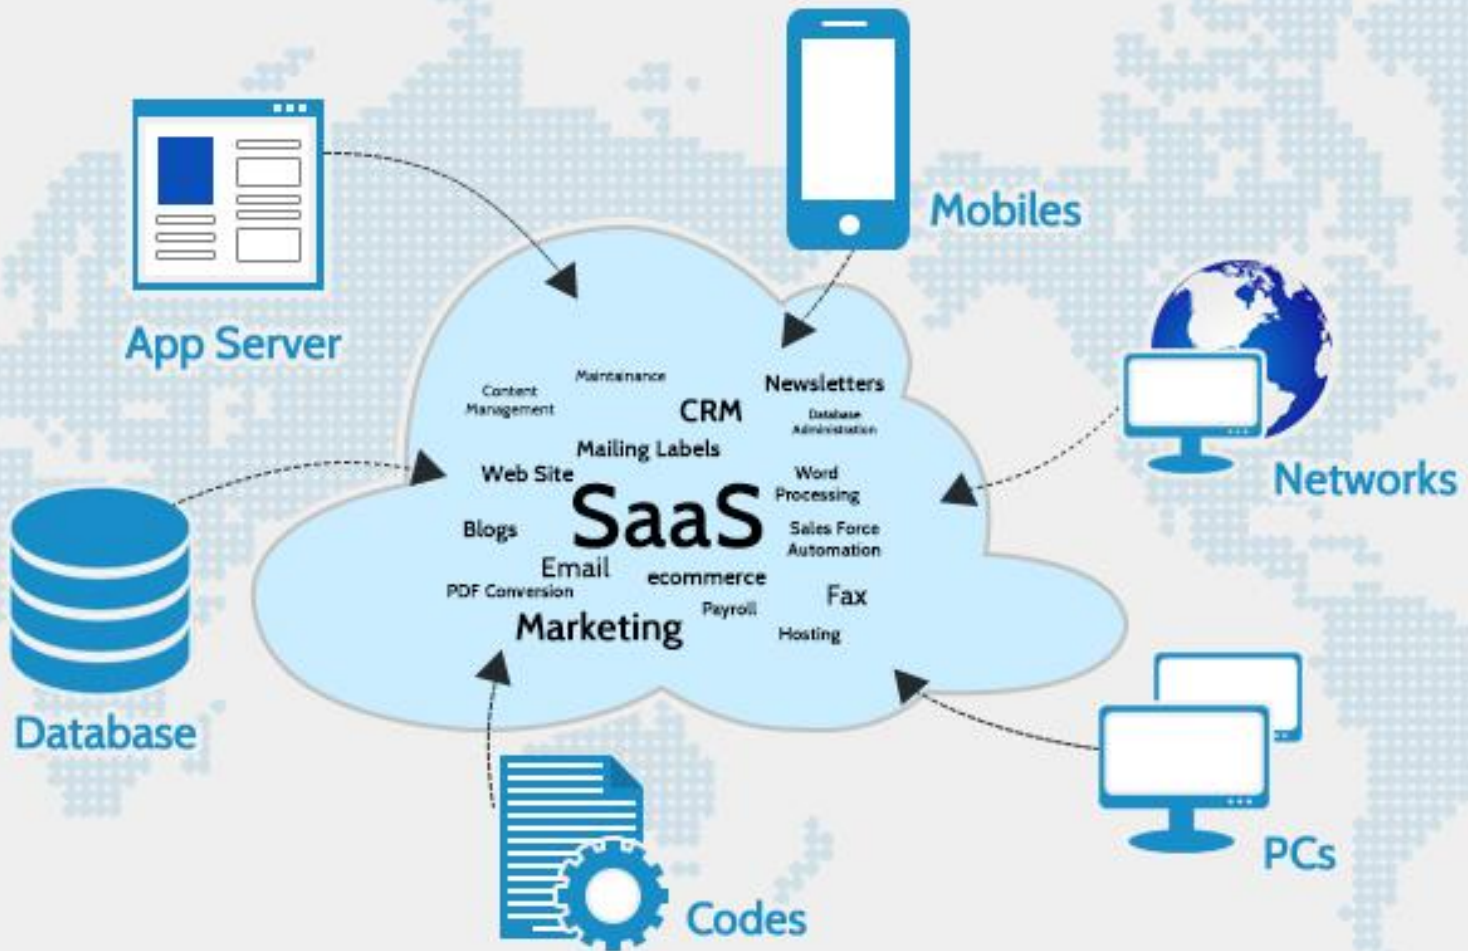 Mobiles
App Server
Networks
Maintainance
Newsletters
Content
Management
CRM
Database
Administration
Mailing Labels
Web Site
Word
Processing
SaaS
Blogs
Sales Force
Automation
Email
ecommerce
PDF Conversion
Fax
Payroll
Marketing
Hosting
Database
PCs
Codes